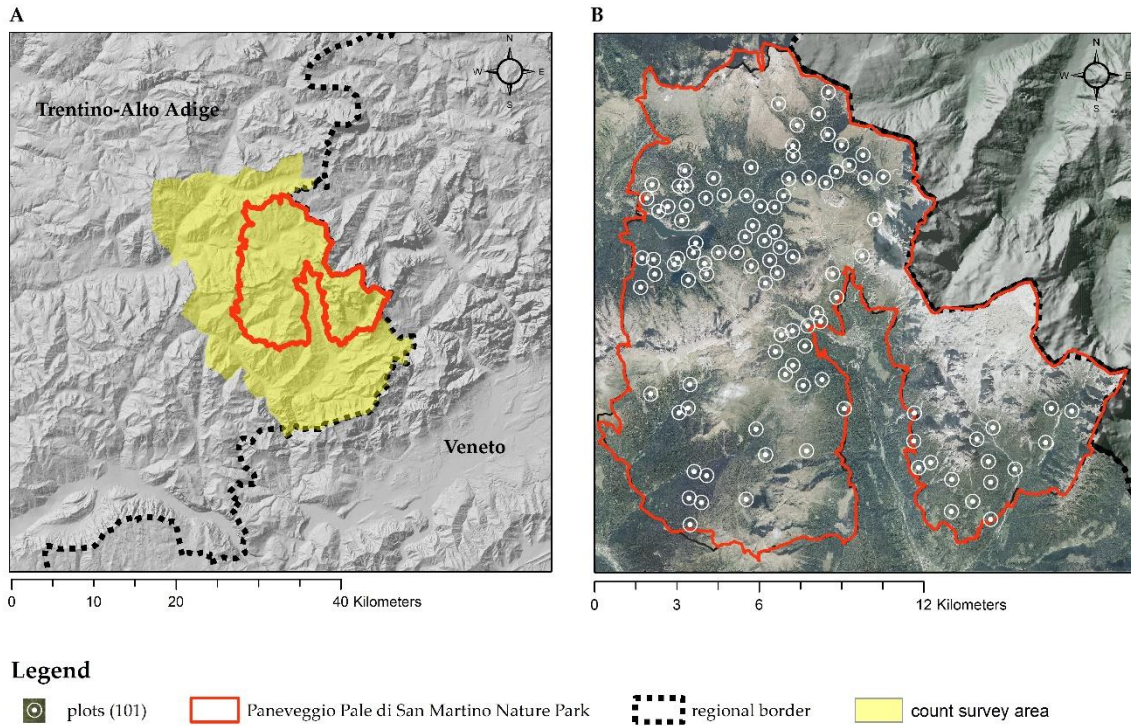 A
B
N
W E
S
N
W E
S
Trentino-Alto Adige
Veneto
0 10 20 40 Kilometers
0 3 6 12 Kilometers
Legend
plots (101) Paneveggio Pale di San Martino Nature Park regional border count survey area